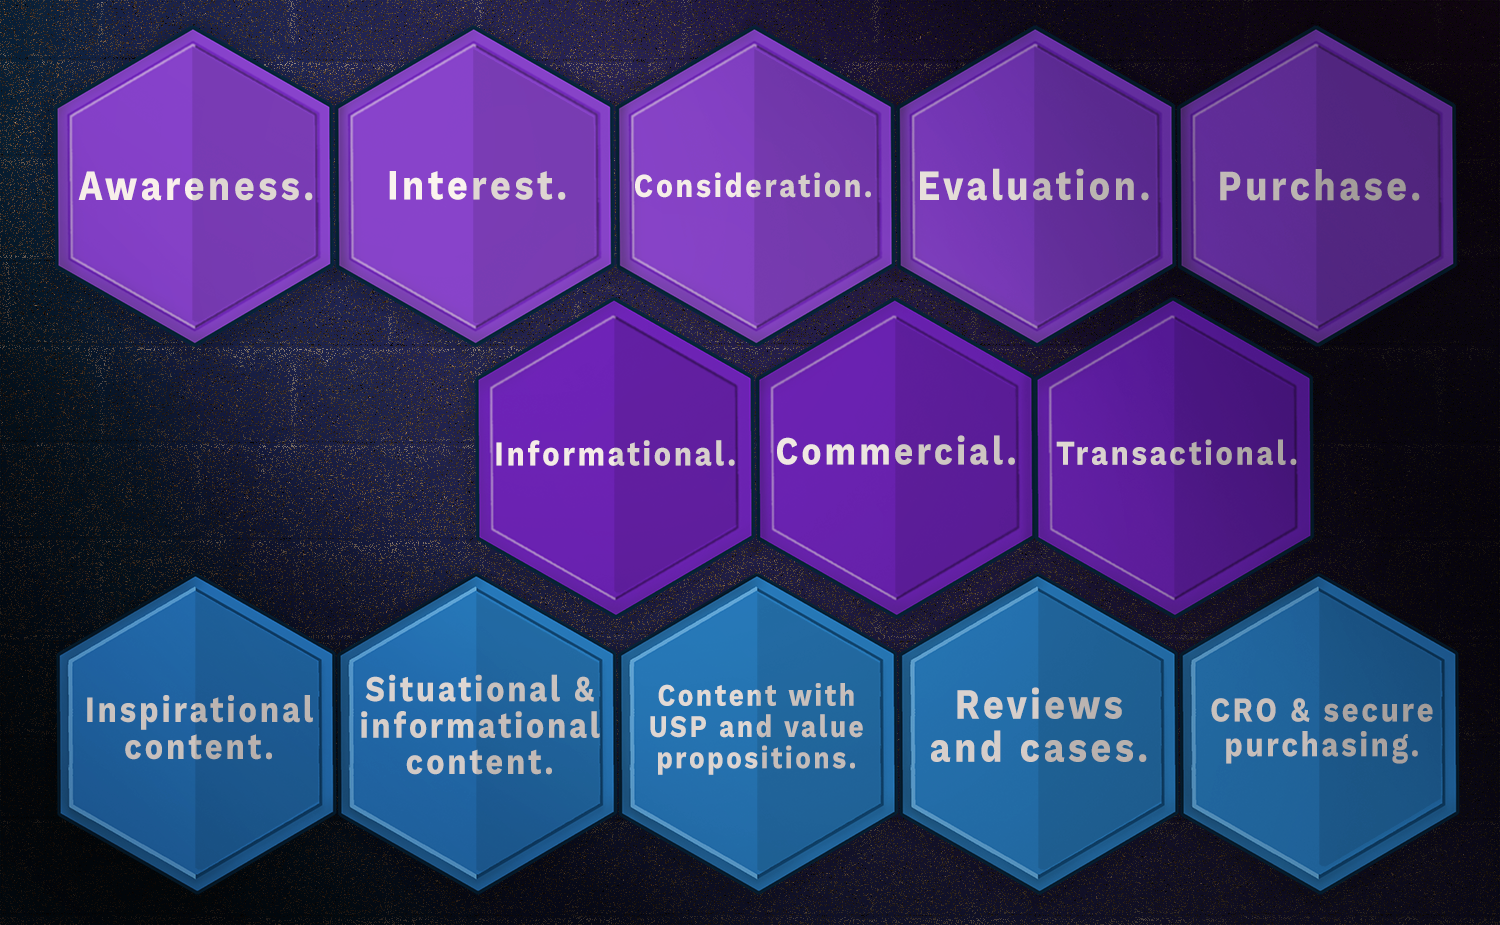 Awareness.
Interest.
Consideration.
Evaluation.
Purchase.
Informational.
Commercial.
Transactional.
Inspirational
content.
Situational &
informational
content.
Content with
USP and value
propositions.
Reviews
and cases.
CRO & secure
purchasing.